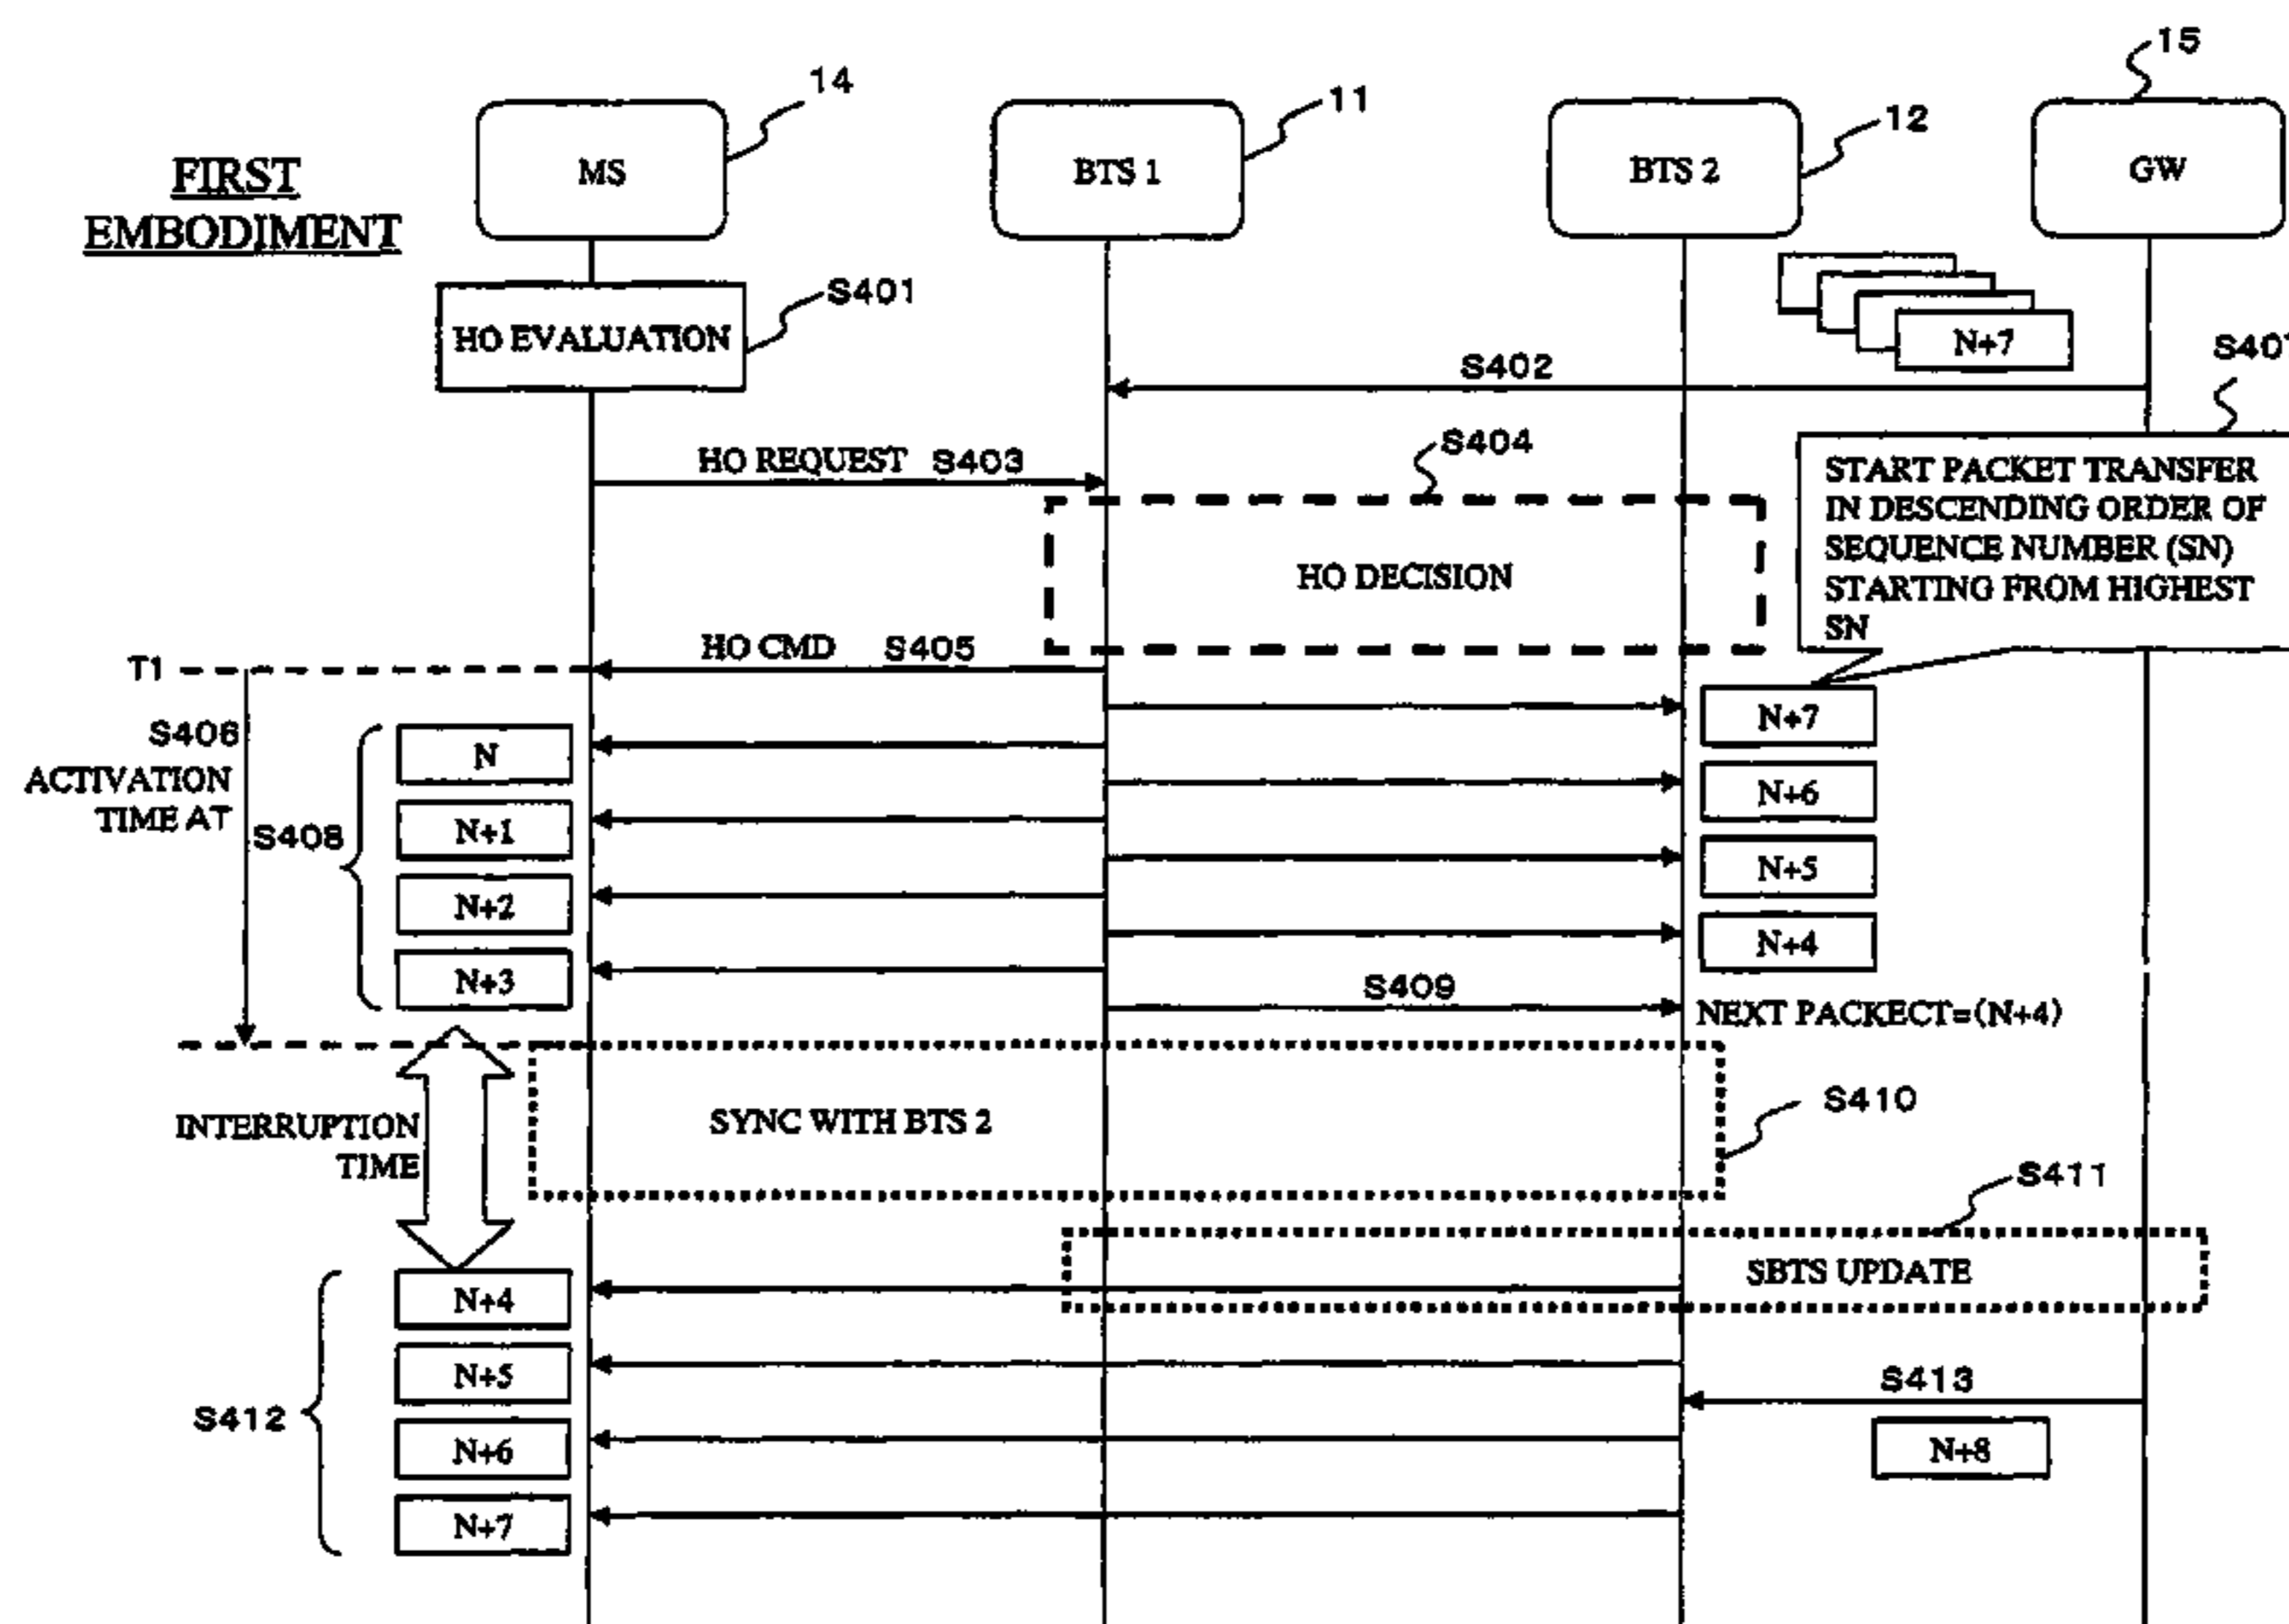 15
14
11
12
FIRST
EMBODIMENT
MS
BTS 1
BTS 2
GW
S401
HO EVALUATION
N+7
S402
S407
HO REQUEST S403
S404
START PACKET TRANSFER
IN DESCENDING ORDER OF
SEQUENCE NUMBER (SN)
STARTING FROM HIGHEST
SN
HO DECISION
HO CMD S405
T1
N+7
S406
N
ACTIVATION
TIME AT
N+6
S408
N+1
N+5
N+2
N+4
N+3
S409
NEXT PACKECT=(N+4)
SYNC WITH BTS 2
S410
INTERRUPTION
TIME
S411
SBTS UPDATE
N+4
N+5
S413
S412
N+6
N+8
N+7